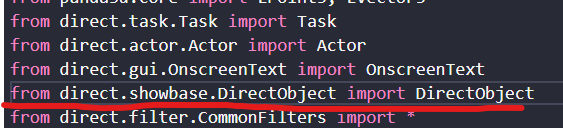 from panda3d.core import LPoint3, LVector3
from direct.task.Task import Task
from direct.actor.Actor import Actor
from direct.gui.OnscreenText import OnscreenText
from direct.showbase.DirectObject import DirectObject
from direct.filter.CommonFilters import *